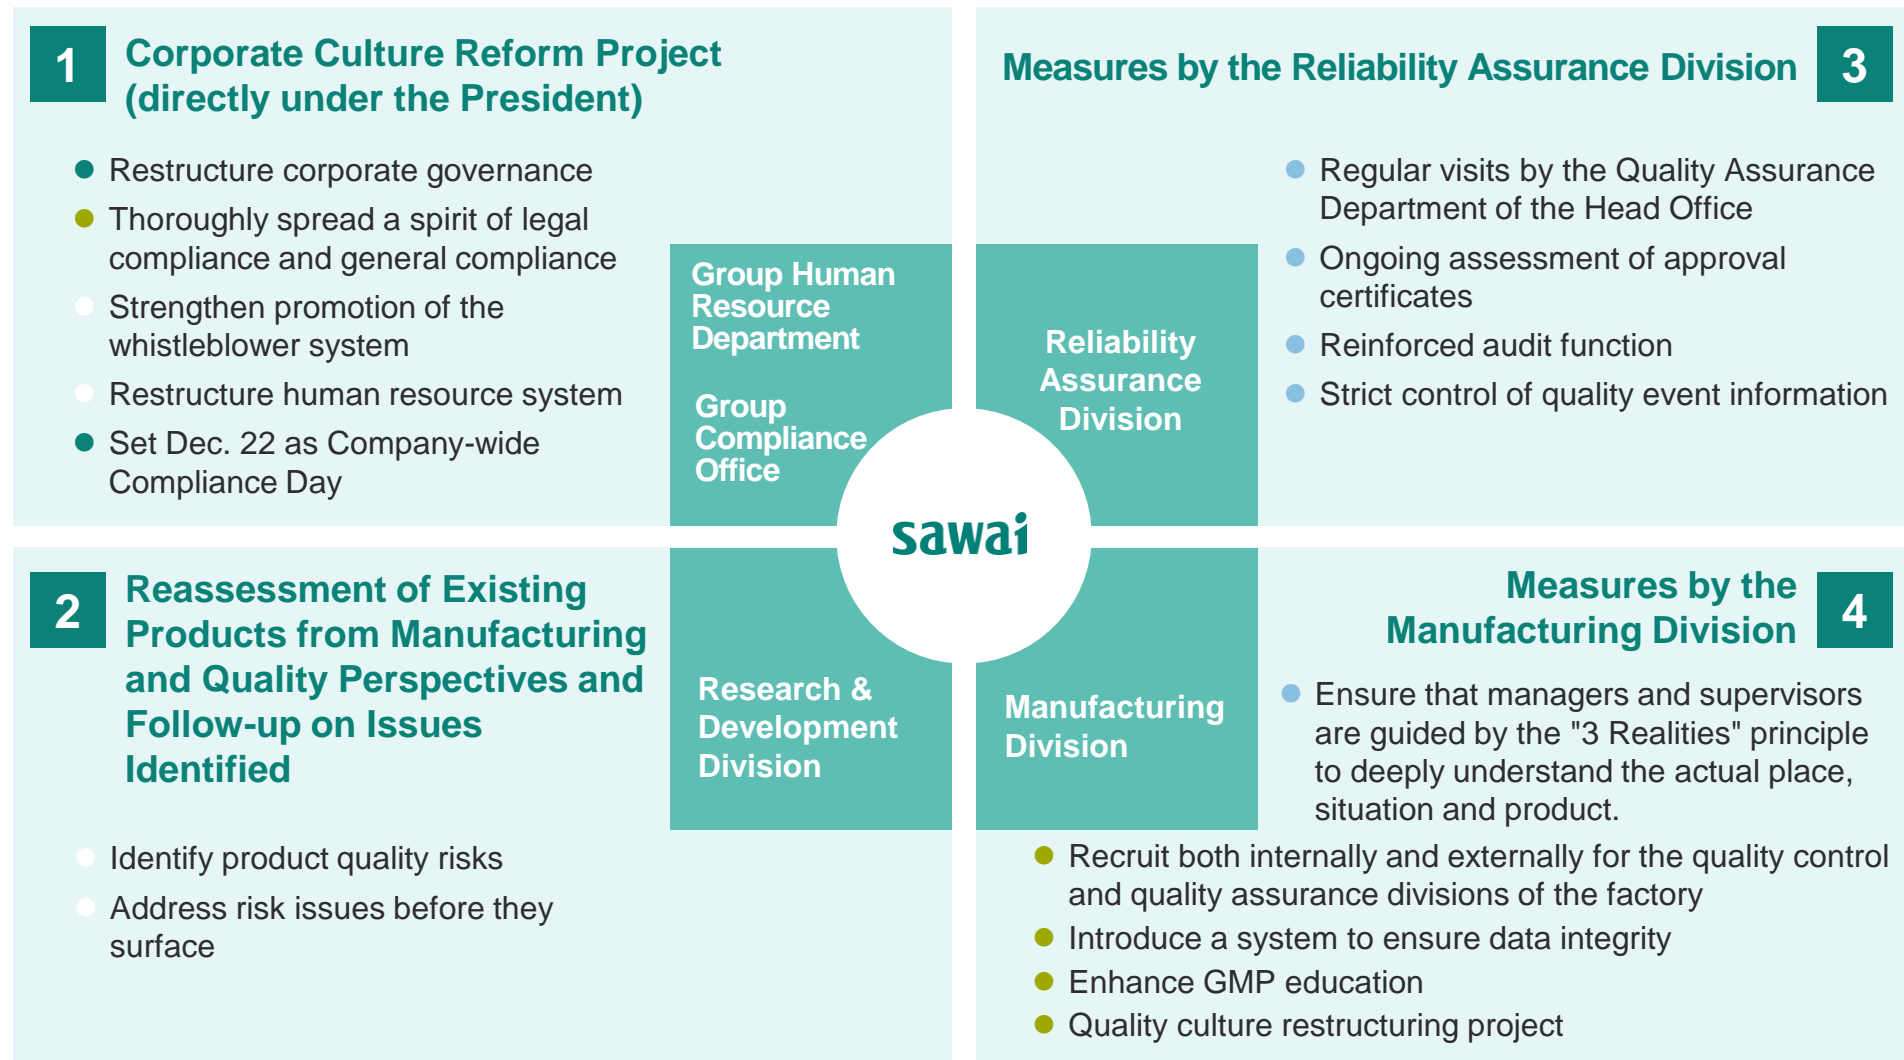 1
Corporate Culture Reform Project
(directly under the President)
Restructure corporate governance
Thoroughly spread a spirit of legal
compliance and general compliance
Strengthen promotion of the
whistleblower system
Restructure human resource system
Set Dec. 22 as Company-wide
Compliance Day
Group Human
Resource
Department
Group
Compliance
Office
Measures by the Reliability Assurance Division
3
Regular visits by the Quality Assurance
Department of the Head Office
Ongoing assessment of approval
certificates
Reinforced audit function
Strict control of quality event information
Reliability
Assurance
Division
sawai
2
Reassessment of Existing
Products from Manufacturing
and Quality Perspectives and
Follow-up on Issues
Identified
Identify product quality risks
Address risk issues before they
surface
Research &
Development
Division
Measures by the
Manufacturing Division
4
Manufacturing
Division
Ensure that managers and supervisors
are guided by the "3 Realities" principle
to deeply understand the actual place,
situation and product.
Recruit both internally and externally for the quality control
and quality assurance divisions of the factory
Introduce a system to ensure data integrity
Enhance GMP education
Quality culture restructuring project